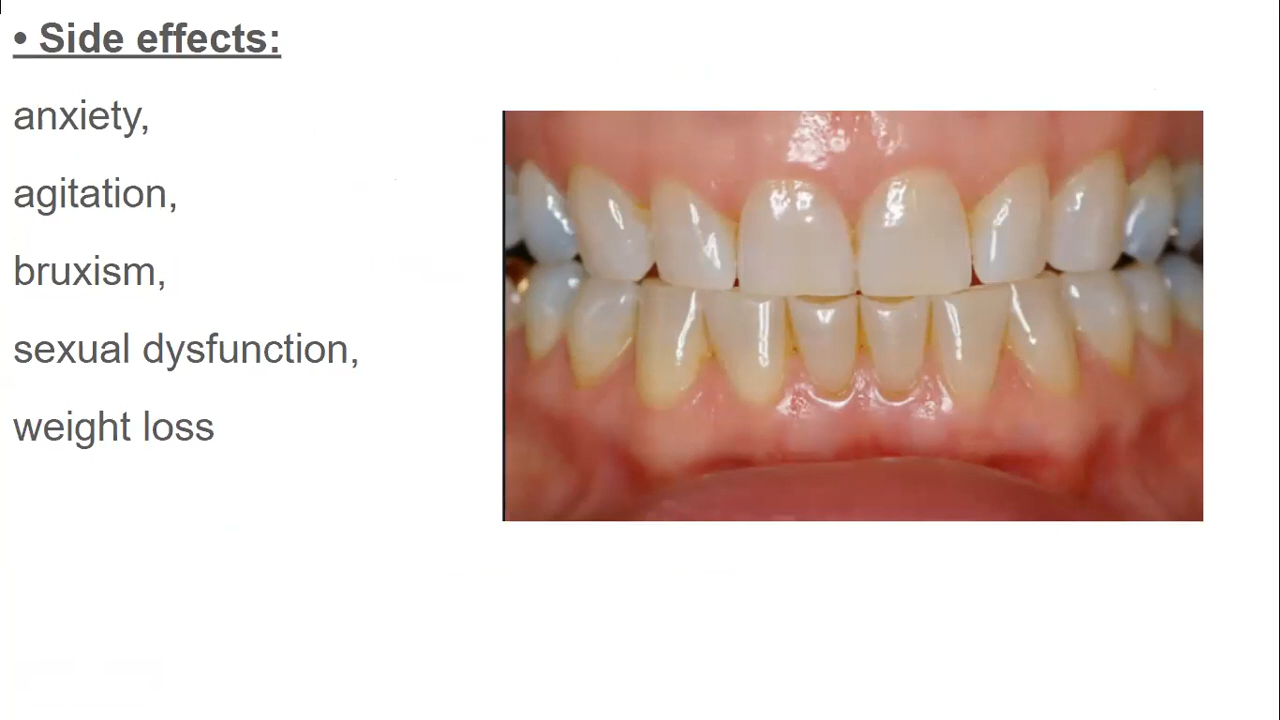 • Side effects:
anxiety,
agitation,
bruxism,
sexual dysfunction,
weight loss